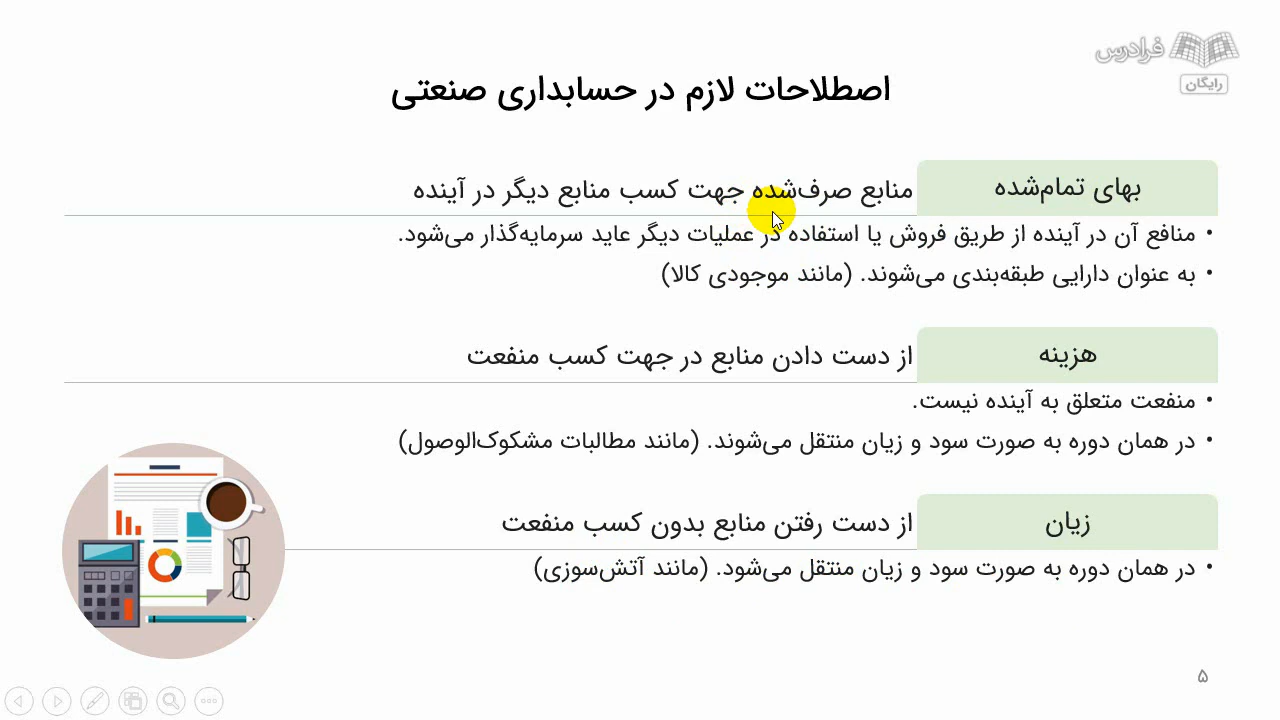 فرادرس
رایگان
اصطلاحات لازم در حسابداری صنعتی
بهای تمام‌شده
منابع صرف‌شده جهت کسب منابع دیگر در آینده
• منافع آن در آینده از طریق فروش یا استفاده در عملیات دیگر عاید سرمایه‌گذار می‌شود.
• به عنوان دارایی طبقه‌بندی می‌شوند. (مانند موجودی کالا)
هزینه
از دست دادن منابع در جهت کسب منفعت
• منفعت متعلق به آینده نیست.
• در همان دوره به صورت سود و زیان منتقل می‌شوند. (مانند مطالبات مشکوک‌الوصول)
زیان
از دست رفتن منابع بدون کسب منفعت
• در همان دوره به صورت سود و زیان منتقل می‌شود. (مانند آتش‌سوزی)
۵